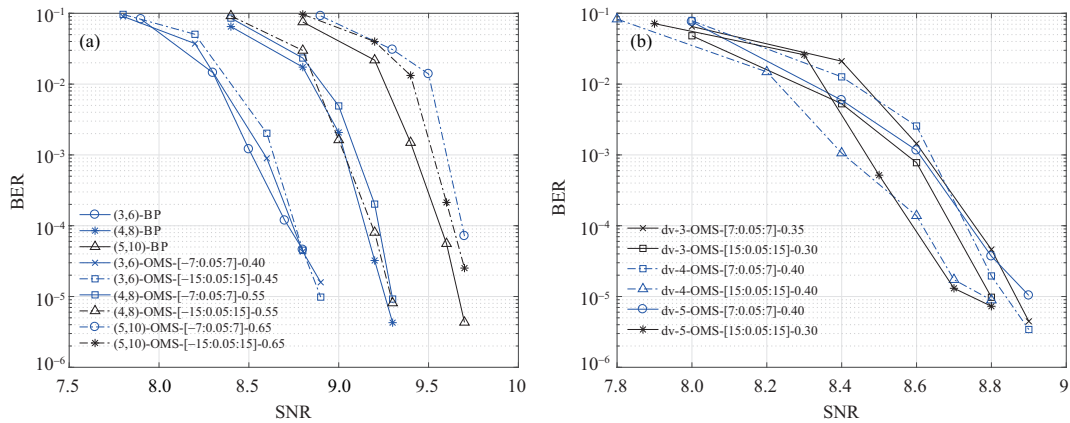 (a)
BER
10⁻¹
10⁻²
10⁻³
10⁻⁴
10⁻⁵
10⁻⁶
(3,6)-BP
(4,8)-BP
(5,10)-BP
(3,6)-OMS-[−7:0.05:7]-0.40
(3,6)-OMS-[−15:0.05:15]-0.45
(4,8)-OMS-[−7:0.05:7]-0.55
(4,8)-OMS-[−15:0.05:15]-0.55
(5,10)-OMS-[−7:0.05:7]-0.65
(5,10)-OMS-[−15:0.05:15]-0.65
7.5 8.0 8.5 9.0 9.5 10
SNR
(b)
BER
10⁻¹
10⁻²
10⁻³
10⁻⁴
10⁻⁵
10⁻⁶
dv-3-OMS-[7:0.05:7]-0.35
dv-3-OMS-[15:0.05:15]-0.30
dv-4-OMS-[7:0.05:7]-0.40
dv-4-OMS-[15:0.05:15]-0.40
dv-5-OMS-[7:0.05:7]-0.40
dv-5-OMS-[15:0.05:15]-0.30
7.8 8.0 8.2 8.4 8.6 8.8 9
SNR